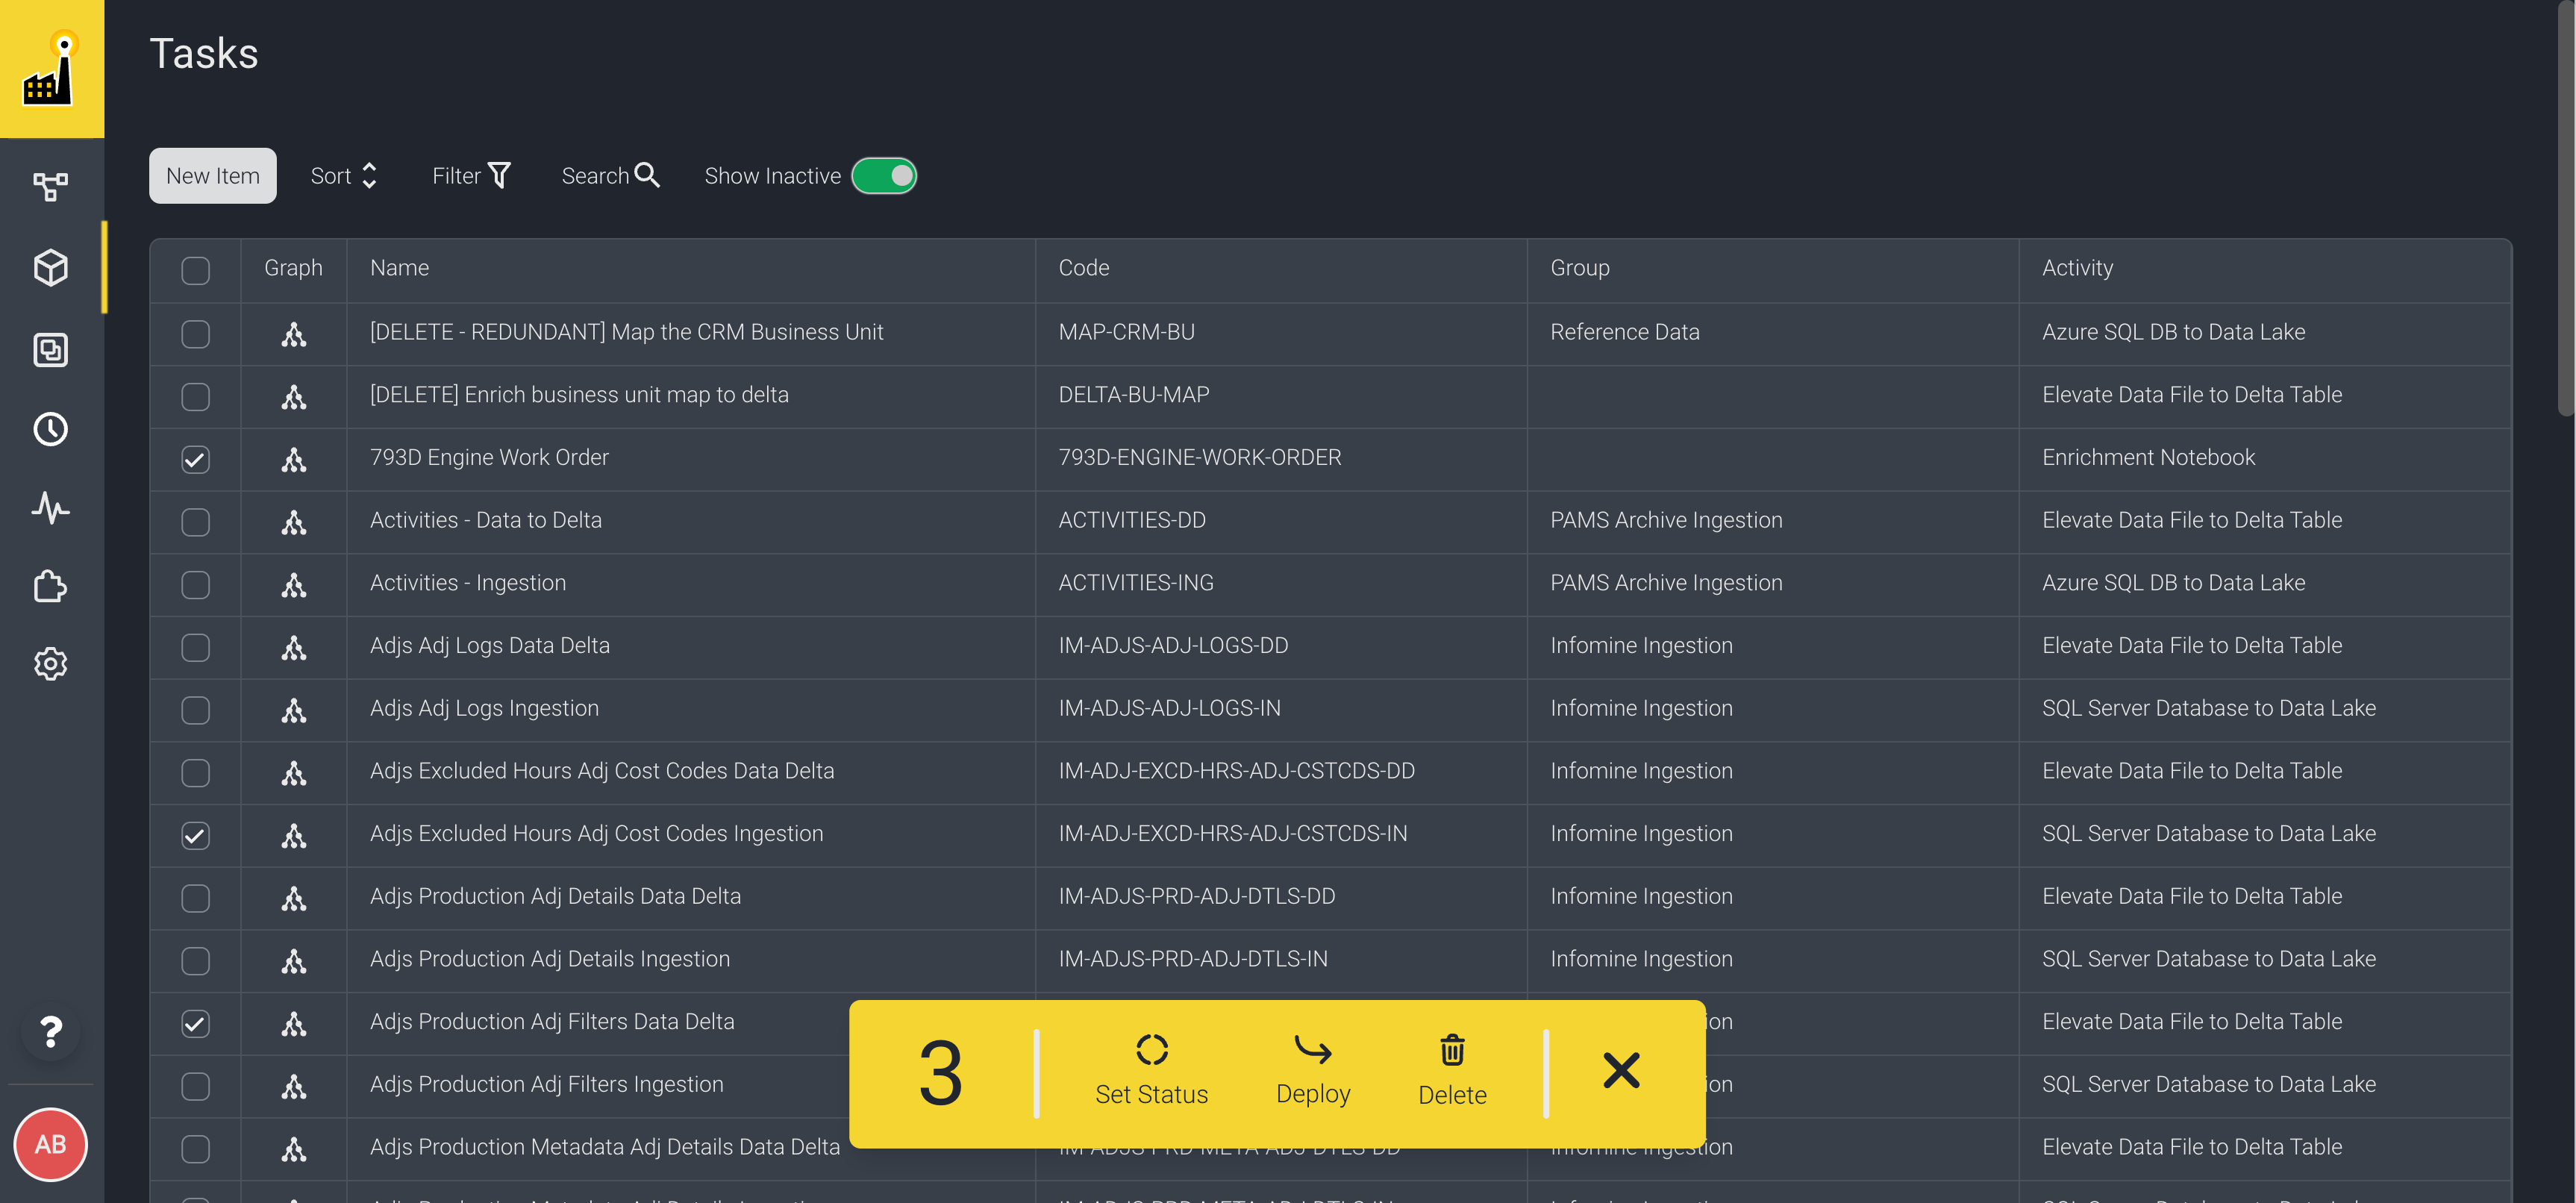 Tasks
New Item Sort Filter Search Show Inactive
Graph Name Code Group Activity
[DELETE - REDUNDANT] Map the CRM Business Unit MAP-CRM-BU Reference Data Azure SQL DB to Data Lake
[DELETE] Enrich business unit map to delta DELTA-BU-MAP Elevate Data File to Delta Table
793D Engine Work Order 793D-ENGINE-WORK-ORDER Enrichment Notebook
Activities - Data to Delta ACTIVITIES-DD PAMS Archive Ingestion Elevate Data File to Delta Table
Activities - Ingestion ACTIVITIES-ING PAMS Archive Ingestion Azure SQL DB to Data Lake
Adjs Adj Logs Data Delta IM-ADJS-ADJ-LOGS-DD Infomine Ingestion Elevate Data File to Delta Table
Adjs Adj Logs Ingestion IM-ADJS-ADJ-LOGS-IN Infomine Ingestion SQL Server Database to Data Lake
Adjs Excluded Hours Adj Cost Codes Data Delta IM-ADJ-EXCD-HRS-ADJ-CSTCDS-DD Infomine Ingestion Elevate Data File to Delta Table
Adjs Excluded Hours Adj Cost Codes Ingestion IM-ADJ-EXCD-HRS-ADJ-CSTCDS-IN Infomine Ingestion SQL Server Database to Data Lake
Adjs Production Adj Details Data Delta IM-ADJS-PRD-ADJ-DTLS-DD Infomine Ingestion Elevate Data File to Delta Table
Adjs Production Adj Details Ingestion IM-ADJS-PRD-ADJ-DTLS-IN Infomine Ingestion SQL Server Database to Data Lake
Adjs Production Adj Filters Data Delta ion Elevate Data File to Delta Table
Adjs Production Adj Filters Ingestion ion SQL Server Database to Data Lake
Adjs Production Metadata Adj Details Data Delta IM-ADJS-PRD-META-ADJ-DTLS-DD Infomine Ingestion Elevate Data File to Delta Table
3 Set Status Deploy Delete
?
AB